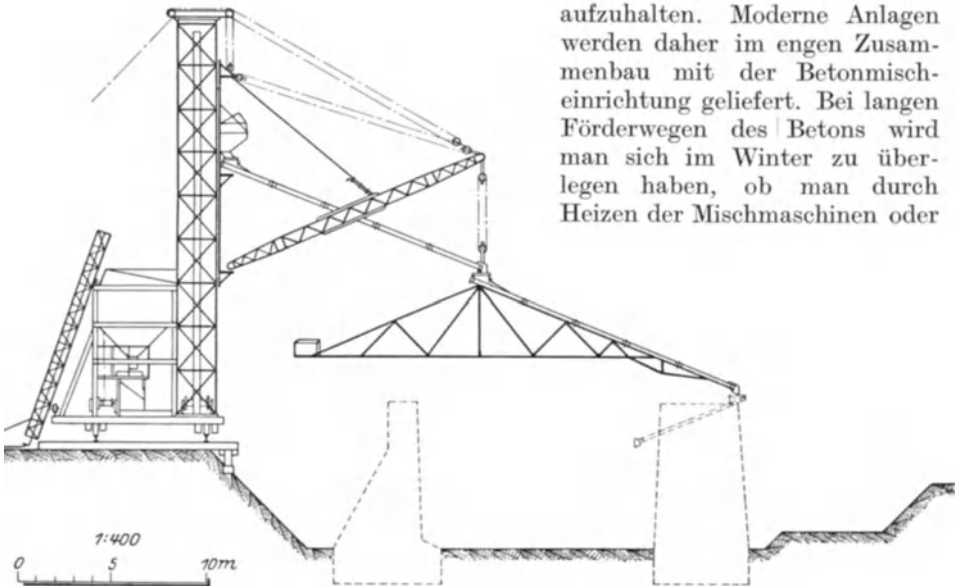 aufzuhalten. Moderne Anlagen
werden daher im engen Zusam-
menbau mit der Betonmisch-
einrichtung geliefert. Bei langen
Förderwegen des Betons wird
man sich im Winter zu über-
legen haben, ob man durch
Heizen der Mischmaschinen oder
1:400
0 5 10m